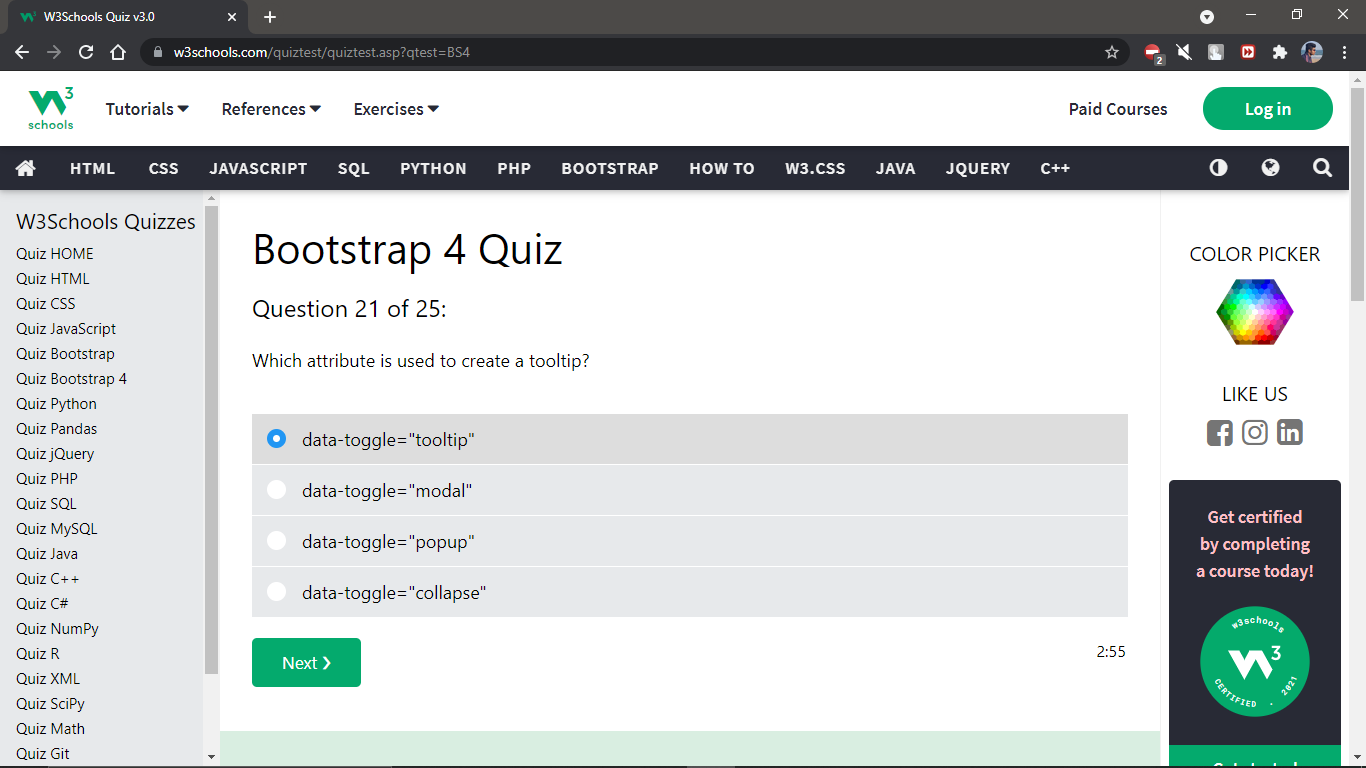 W3Schools Quiz v3.0
w3schools.com/quiztest/quiztest.asp?qtest=BS4
2
3
schools
Tutorials
References
Exercises
Paid Courses
Log in
HTML
CSS
JAVASCRIPT
SQL
PYTHON
PHP
BOOTSTRAP
HOW TO
W3.CSS
JAVA
JQUERY
C++
W3Schools Quizzes
Quiz HOME
Quiz HTML
Quiz CSS
Quiz JavaScript
Quiz Bootstrap
Quiz Bootstrap 4
Quiz Python
Quiz Pandas
Quiz jQuery
Quiz PHP
Quiz SQL
Quiz MySQL
Quiz Java
Quiz C++
Quiz C#
Quiz NumPy
Quiz R
Quiz XML
Quiz SciPy
Quiz Math
Quiz Git
Bootstrap 4 Quiz
Question 21 of 25:
Which attribute is used to create a tooltip?
data-toggle="tooltip"
data-toggle="modal"
data-toggle="popup"
data-toggle="collapse"
Next ❯
2:55
COLOR PICKER
LIKE US
Get certified
by completing
a course today!
w3schools
3
CERTIFIED . 2021